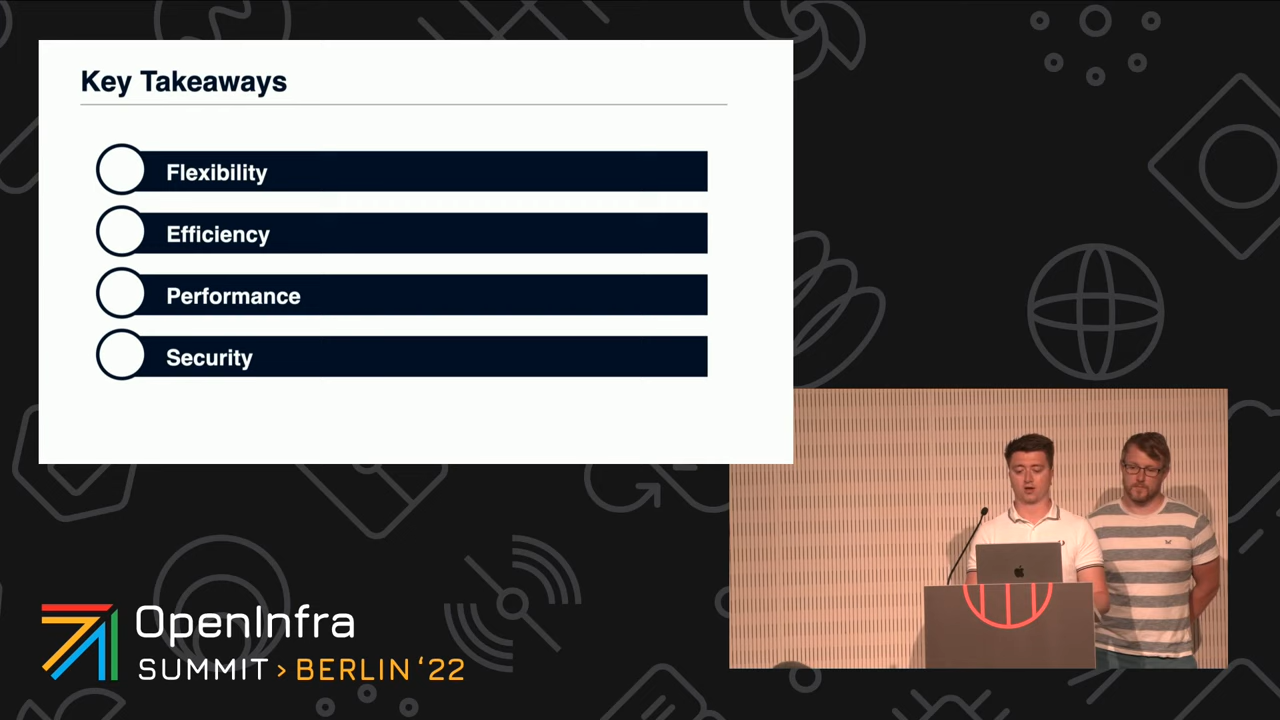 Key Takeaways
Flexibility
Efficiency
Performance
Security
OpenInfra
SUMMIT > BERLIN ‘22